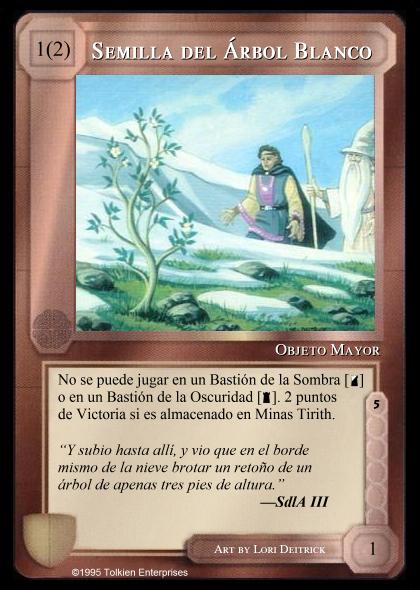 1(2) Semilla del Árbol Blanco
Objeto Mayor
No se puede jugar en un Bastión de la Sombra [ ]
o en un Bastión de la Oscuridad [ ]. 2 puntos
de Victoria si es almacenado en Minas Tirith.
5
“Y subio hasta allí, y vio que en el borde
mismo de la nieve brotar un retoño de un
árbol de apenas tres pies de altura.”
—SdlA III
Art by Lori Deitrick
1
©1995 Tolkien Enterprises